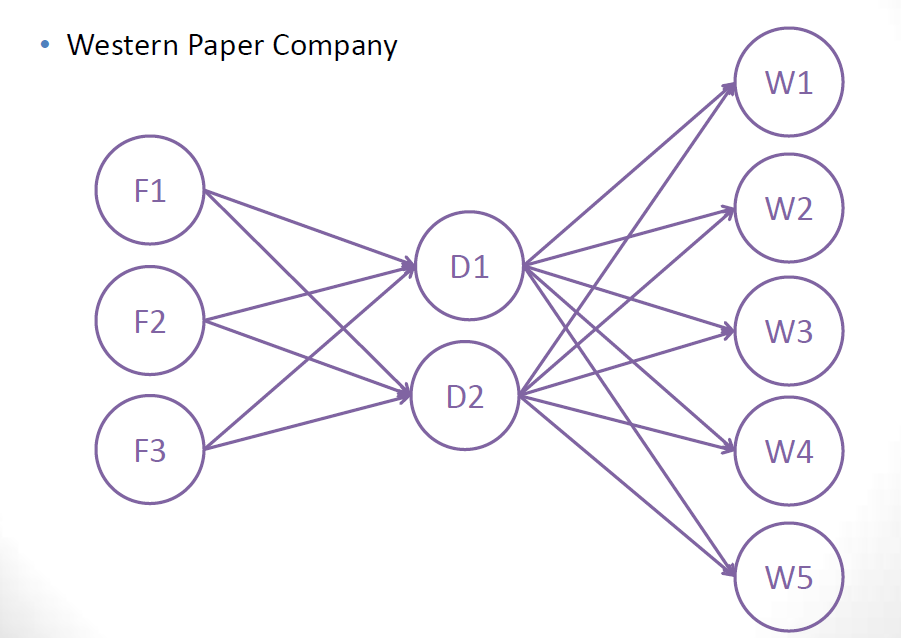 • Western Paper Company
F1
F2
F3
D1
D2
W1
W2
W3
W4
W5